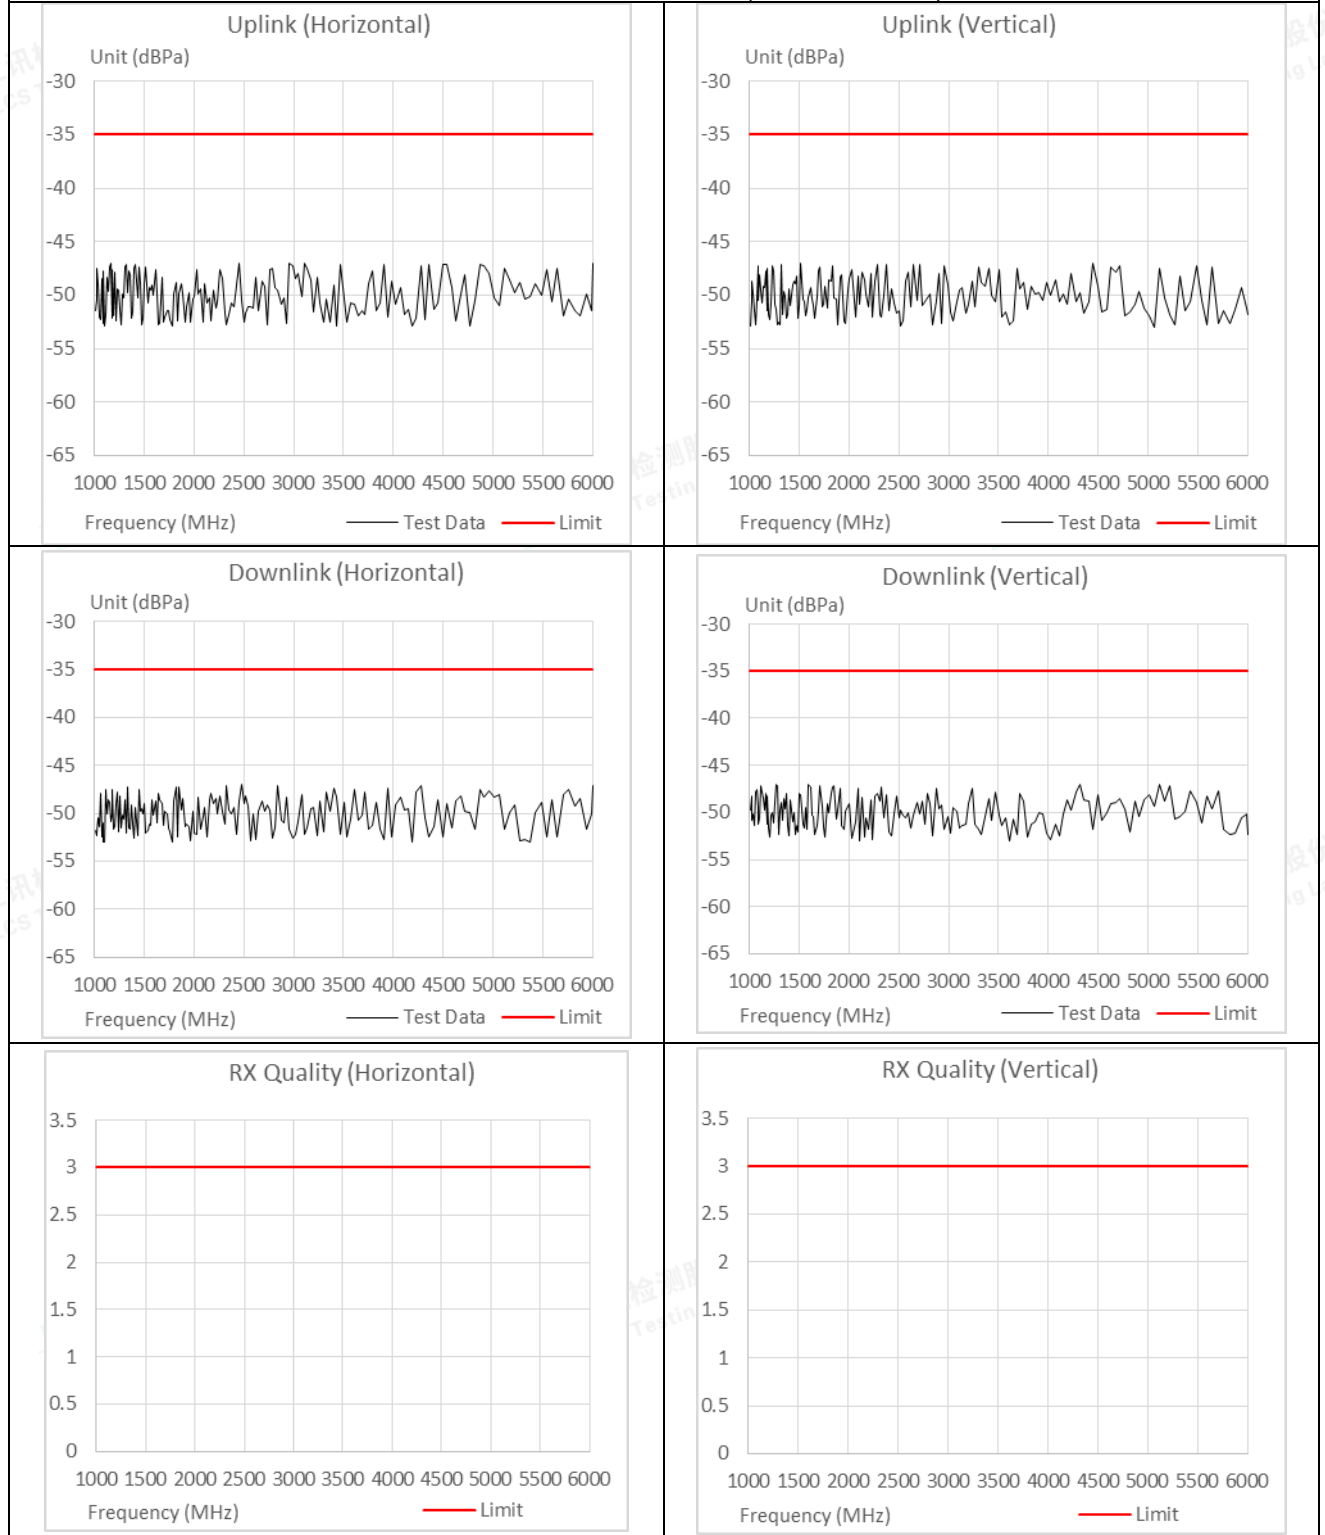 Uplink (Horizontal)
Unit (dBPa)
-30
-35
-40
-45
-50
-55
-60
-65
1000 1500 2000 2500 3000 3500 4000 4500 5000 5500 6000
Frequency (MHz) Test Data Limit
Uplink (Vertical)
Unit (dBPa)
-30
-35
-40
-45
-50
-55
-60
-65
1000 1500 2000 2500 3000 3500 4000 4500 5000 5500 6000
Frequency (MHz) Test Data Limit
Downlink (Horizontal)
Unit (dBPa)
-30
-35
-40
-45
-50
-55
-60
-65
1000 1500 2000 2500 3000 3500 4000 4500 5000 5500 6000
Frequency (MHz) Test Data Limit
Downlink (Vertical)
Unit (dBPa)
-30
-35
-40
-45
-50
-55
-60
-65
1000 1500 2000 2500 3000 3500 4000 4500 5000 5500 6000
Frequency (MHz) Test Data Limit
RX Quality (Horizontal)
3.5
3
2.5
2
1.5
1
0.5
0
1000 1500 2000 2500 3000 3500 4000 4500 5000 5500 6000
Frequency (MHz) Limit
RX Quality (Vertical)
3.5
3
2.5
2
1.5
1
0.5
0
1000 1500 2000 2500 3000 3500 4000 4500 5000 5500 6000
Frequency (MHz) Limit
检测
Testin
检测
Testin